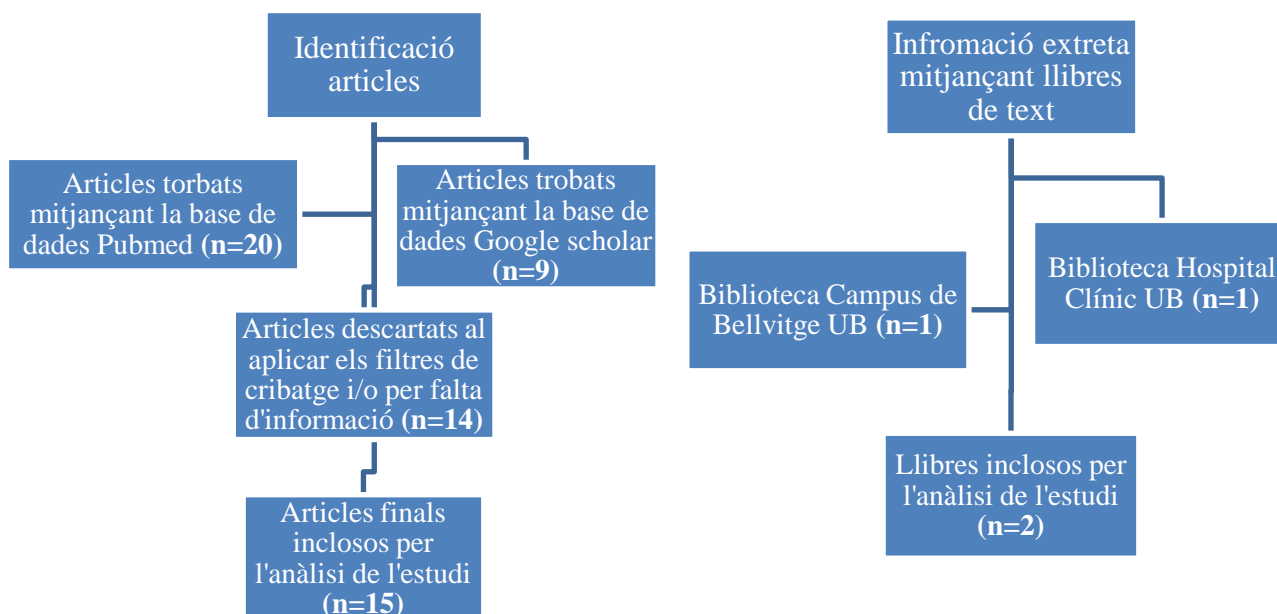 Identificació
articles
Articles torbats
mitjançant la base de
dades Pubmed (n=20)
Articles trobats
mitjançant la base de
dades Google scholar
(n=9)
Articles descartats al
aplicar els filtres de
cribatge i/o per falta
d'informació (n=14)
Articles finals
inclosos per
l'anàlisi de l'estudi
(n=15)
Infromació extreta
mitjançant llibres
de text
Biblioteca Campus de
Bellvitge UB (n=1)
Biblioteca Hospital
Clínic UB (n=1)
Llibres inclosos per
l'anàlisi de l'estudi
(n=2)